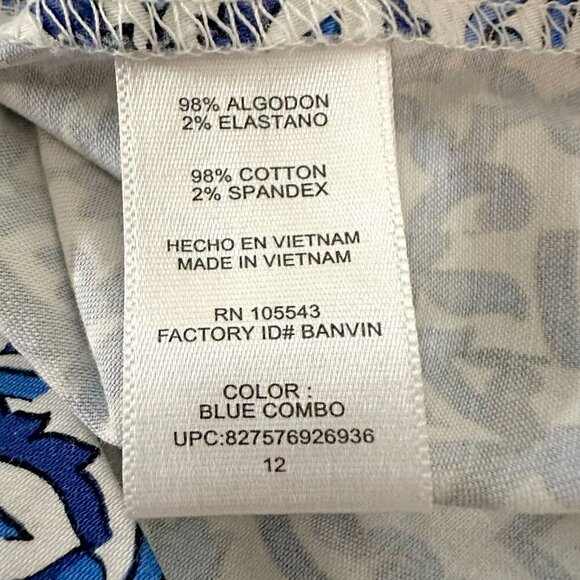 98% ALGODON
2% ELASTANO
98% COTTON
2% SPANDEX
HECHO EN VIETNAM
MADE IN VIETNAM
RN 105543
FACTORY ID# BANVIN
COLOR :
BLUE COMBO
UPC:827576926936
12